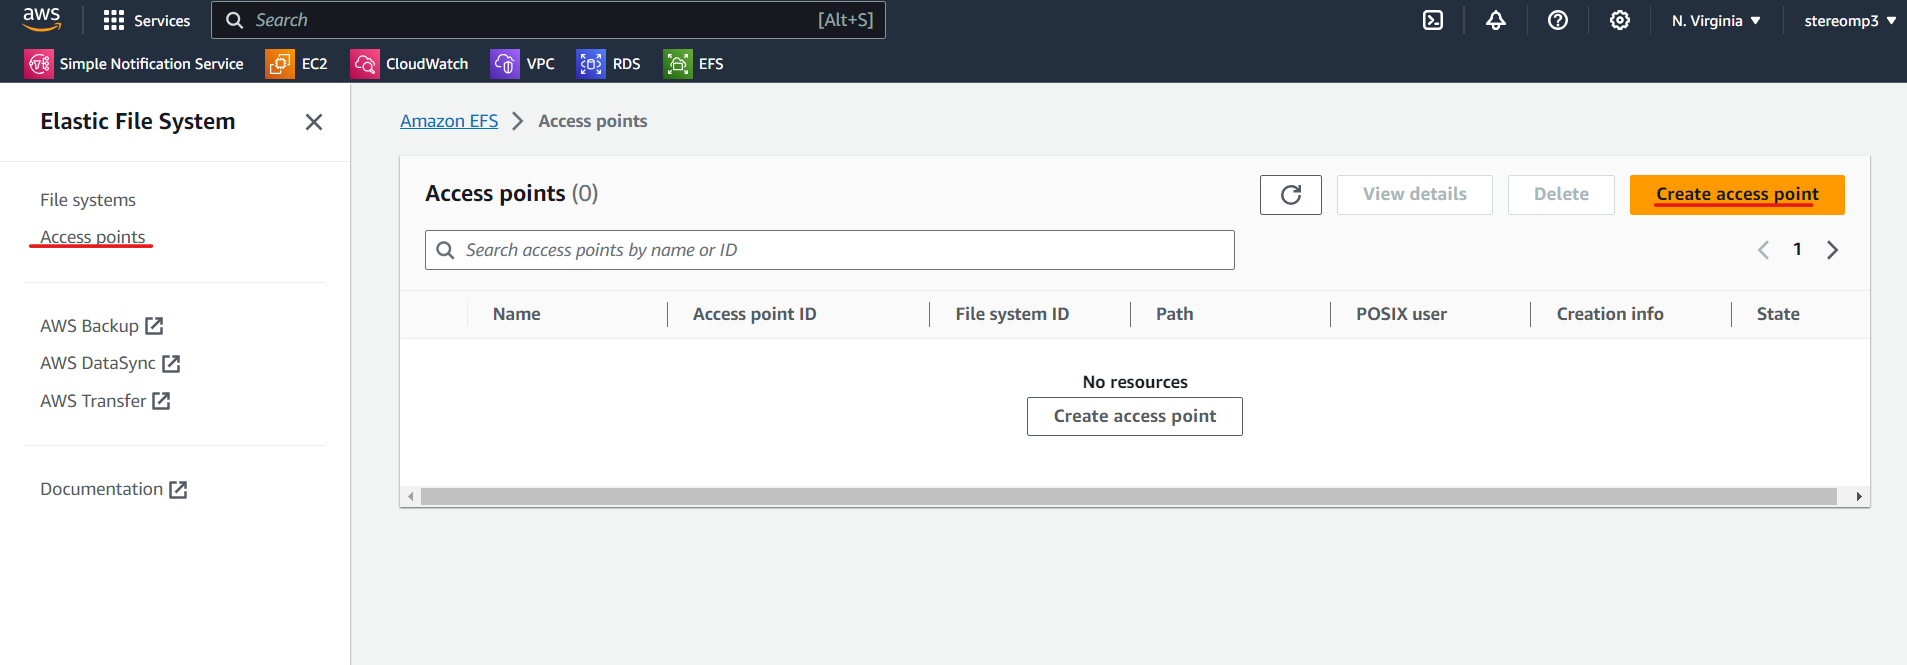 aws
Services
Search
[Alt+S]
N. Virginia
stereomp3
Simple Notification Service
EC2
CloudWatch
VPC
RDS
EFS
Elastic File System
File systems
Access points
AWS Backup
AWS DataSync
AWS Transfer
Documentation
Amazon EFS
Access points
Access points (0)
View details
Delete
Create access point
Search access points by name or ID
1
Name
Access point ID
File system ID
Path
POSIX user
Creation info
State
No resources
Create access point